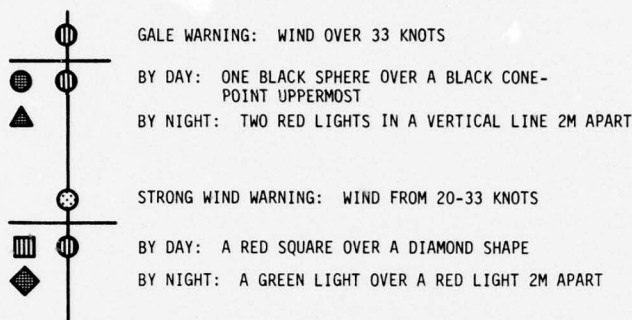 GALE WARNING: WIND OVER 33 KNOTS
BY DAY: ONE BLACK SPHERE OVER A BLACK CONE-
POINT UPPERMOST
BY NIGHT: TWO RED LIGHTS IN A VERTICAL LINE 2M APART
STRONG WIND WARNING: WIND FROM 20-33 KNOTS
BY DAY: A RED SQUARE OVER A DIAMOND SHAPE
BY NIGHT: A GREEN LIGHT OVER A RED LIGHT 2M APART